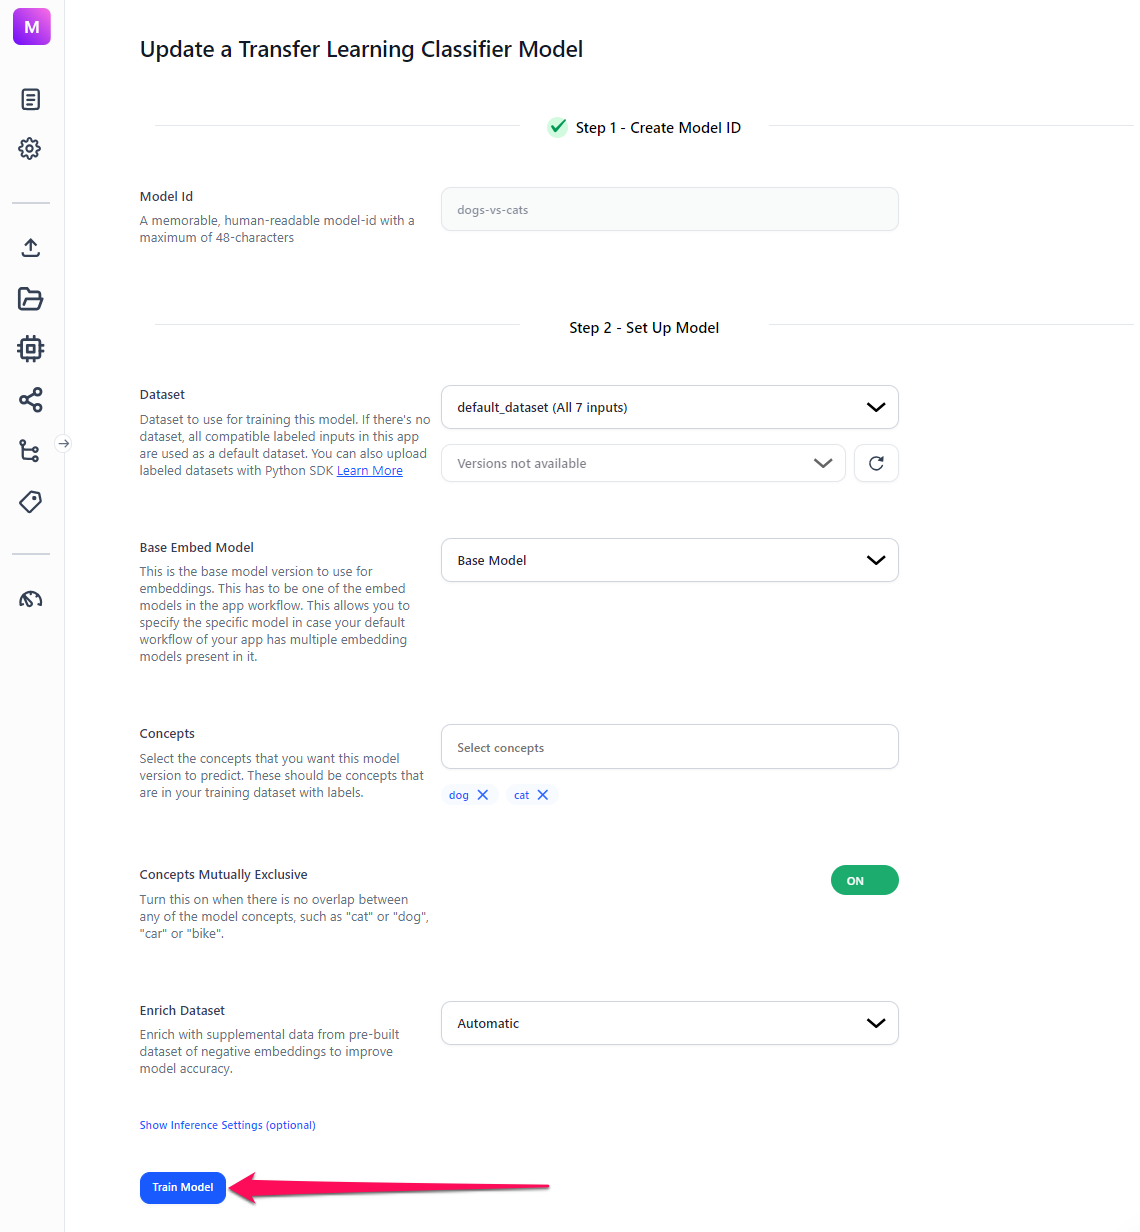 M
Update a Transfer Learning Classifier Model
Step 1 - Create Model ID
Model Id
A memorable, human-readable model-id with a
maximum of 48-characters
dogs-vs-cats
Step 2 - Set Up Model
Dataset
Dataset to use for training this model. If there's no
dataset, all compatible labeled inputs in this app
are used as a default dataset. You can also upload
labeled datasets with Python SDK Learn More
default_dataset (All 7 inputs)
Versions not available
Base Embed Model
This is the base model version to use for
embeddings. This has to be one of the embed
models in the app workflow. This allows you to
specify the specific model in case your default
workflow of your app has multiple embedding
models present in it.
Base Model
Concepts
Select the concepts that you want this model
version to predict. These should be concepts that
are in your training dataset with labels.
Select concepts
dog cat
Concepts Mutually Exclusive
Turn this on when there is no overlap between
any of the model concepts, such as "cat" or "dog",
"car" or "bike".
ON
Enrich Dataset
Enrich with supplemental data from pre-built
dataset of negative embeddings to improve
model accuracy.
Automatic
Show Inference Settings (optional)
Train Model